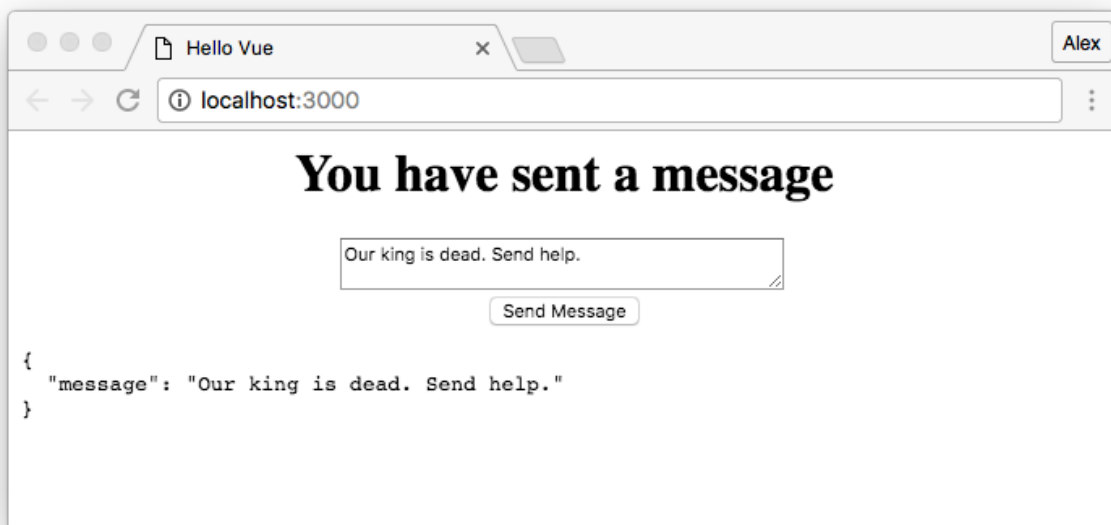 Hello Vue
Alex
localhost:3000
You have sent a message
Our king is dead. Send help.
Send Message
{
"message": "Our king is dead. Send help."
}